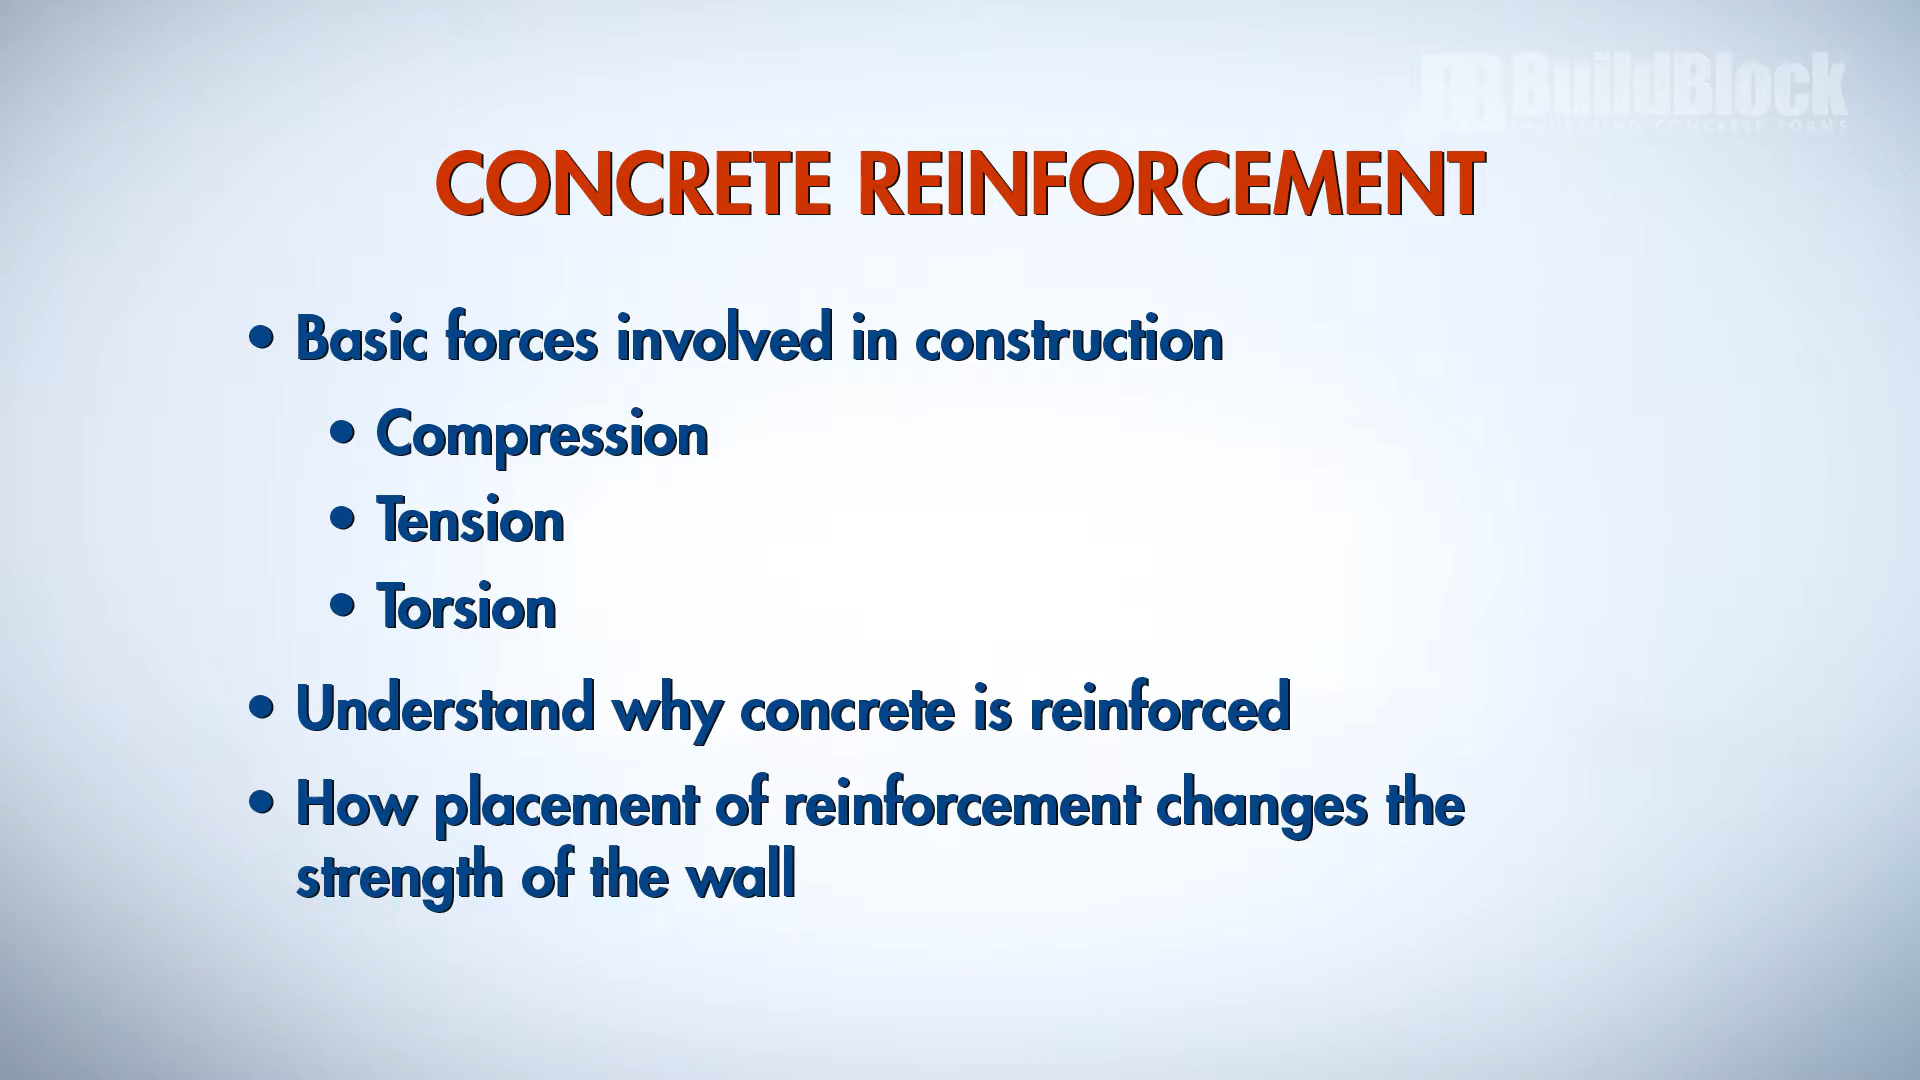 BuildBlock
CONCRETE REINFORCEMENT
• Basic forces involved in construction
• Compression
• Tension
• Torsion
• Understand why concrete is reinforced
• How placement of reinforcement changes the
strength of the wall